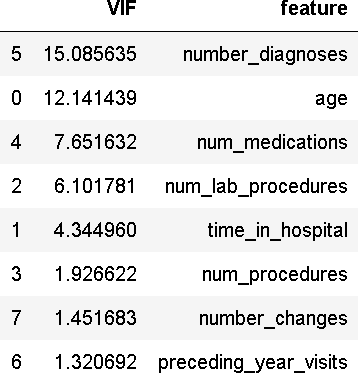 VIF feature
5 15.085635 number_diagnoses
0 12.141439 age
4 7.651632 num_medications
2 6.101781 num_lab_procedures
1 4.344960 time_in_hospital
3 1.926622 num_procedures
7 1.451683 number_changes
6 1.320692 preceding_year_visits